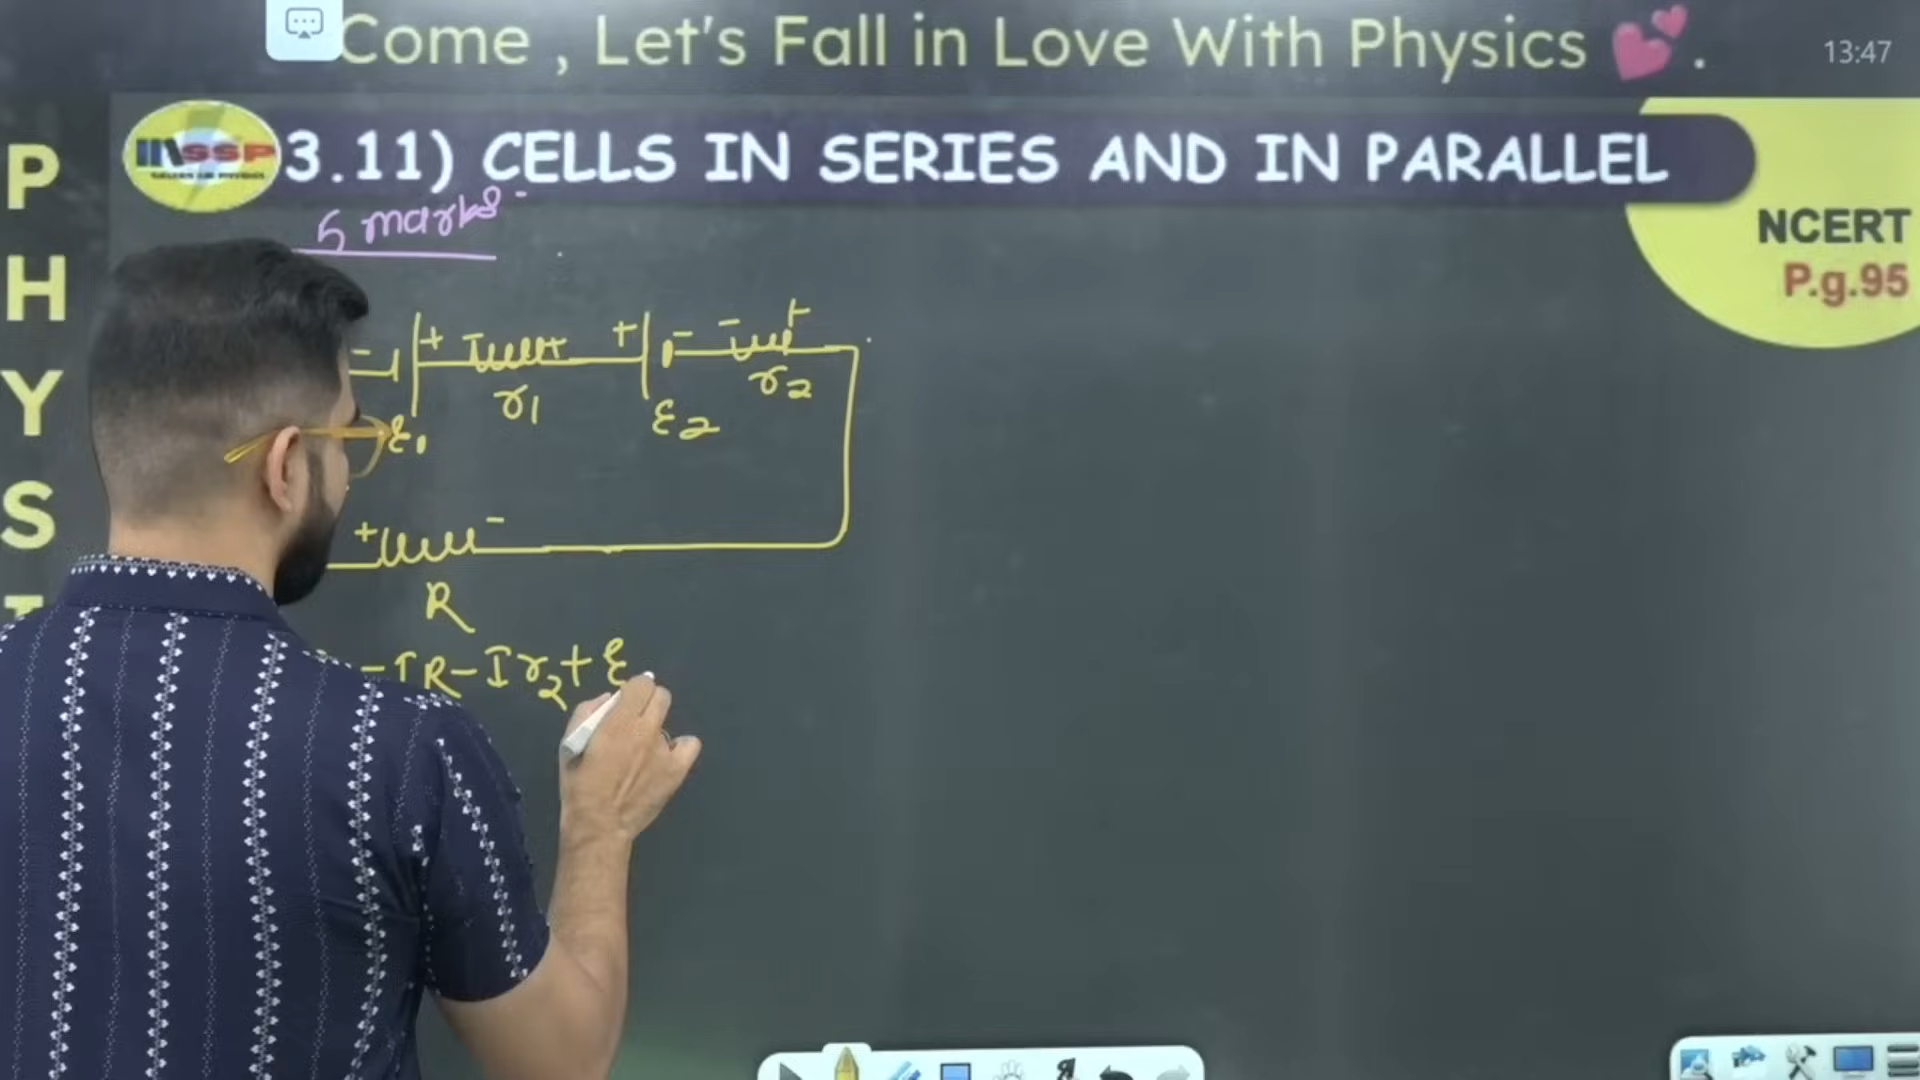 Come , Let's Fall in Love With Physics 💕 .
13:47
INSSP
3.11) CELLS IN SERIES AND IN PARALLEL
5 marks
NCERT
P.g.95
P
H
Y
S
I
- + - + + - - +
r1
r2
ε1
ε2
+ -
R
- IR - Ir2 + ε